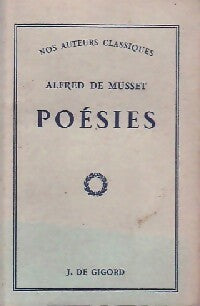 NOS AUTEURS CLASSIQUES
ALFRED DE MUSSET
POÉSIES
J. DE GIGORD